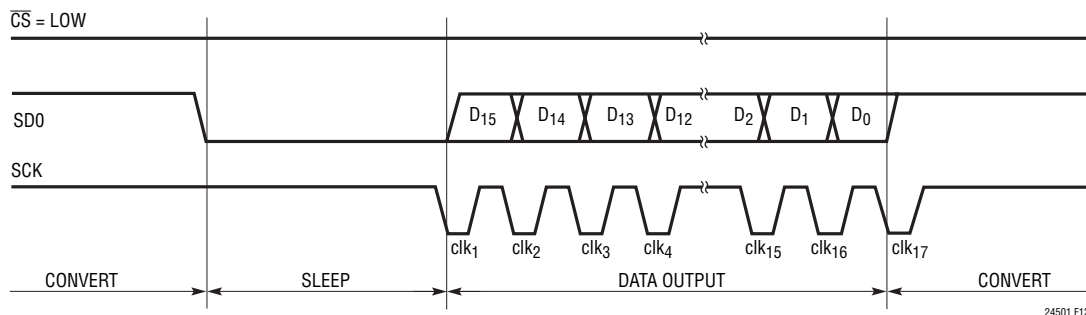 CS = LOW
SD0
D15 D14 D13 D12 D2 D1 D0
SCK
clk1 clk2 clk3 clk4 clk15 clk16 clk17
CONVERT SLEEP DATA OUTPUT CONVERT